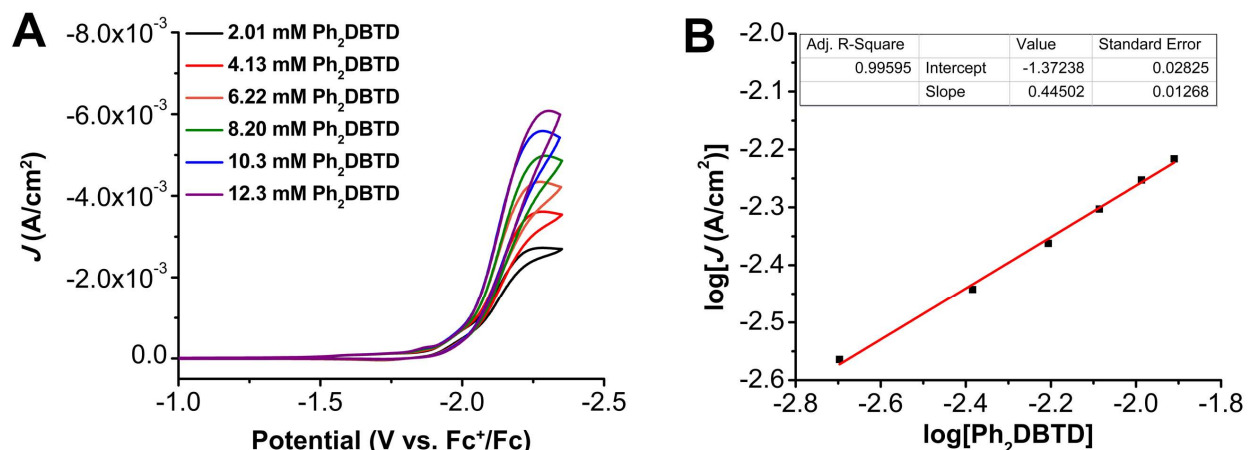 A
-8.0x10⁻³
-6.0x10⁻³
-4.0x10⁻³
-2.0x10⁻³
0.0
J (A/cm²)
2.01 mM Ph₂DBTD
4.13 mM Ph₂DBTD
6.22 mM Ph₂DBTD
8.20 mM Ph₂DBTD
10.3 mM Ph₂DBTD
12.3 mM Ph₂DBTD
-1.0 -1.5 -2.0 -2.5
Potential (V vs. Fc⁺/Fc)
B
-2.0
-2.1
-2.2
-2.3
-2.4
-2.5
-2.6
log[J (A/cm²)]
Adj. R-Square Value Standard Error
0.99595 Intercept -1.37238 0.02825
Slope 0.44502 0.01268
-2.8 -2.6 -2.4 -2.2 -2.0 -1.8
log[Ph₂DBTD]